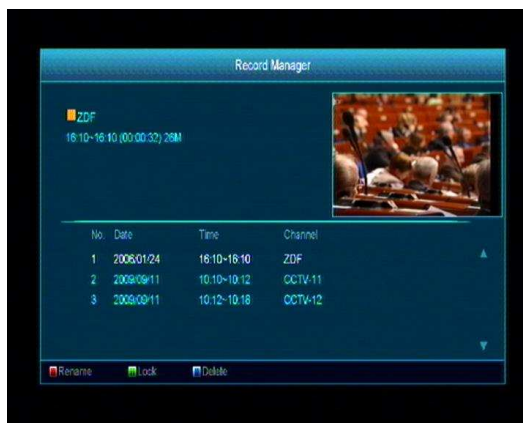 Record Manager
ZDF
16:10~16:10 (00:00:32) 26M
No. Date Time Channel
1 2006/01/24 16:10~16:10 ZDF
2 2009/09/11 10:10~10:12 CCTV-11
3 2009/09/11 10:12~10:18 CCTV-12
Rename Lock Delete